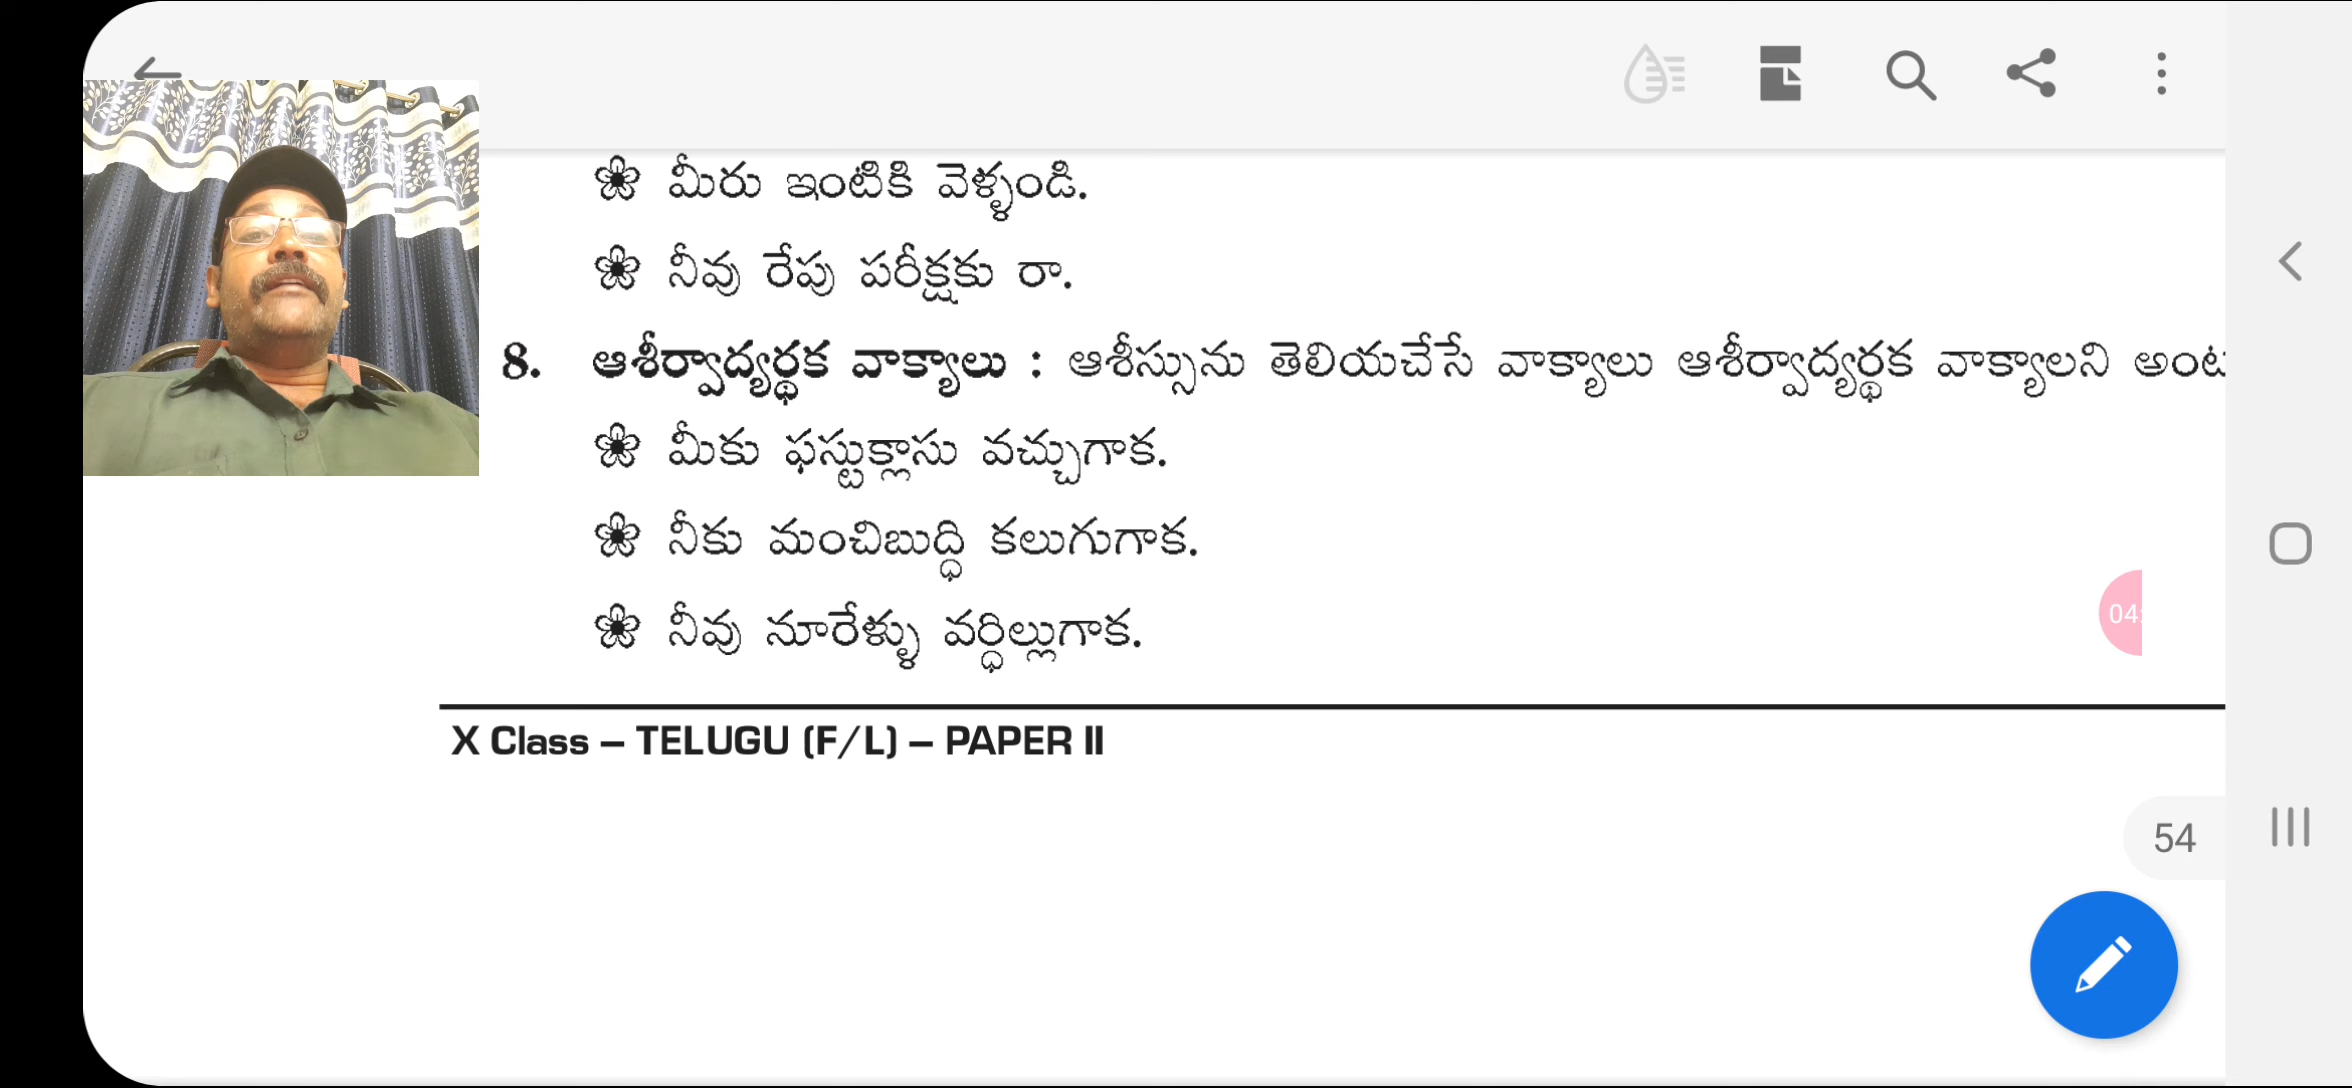 ❀ మీరు ఇంటికి వెళ్ళండి.
❀ నీవు రేపు పరీక్షకు రా.
8. ఆశీర్వాద్యర్థక వాక్యాలు : ఆశీస్సును తెలియచేసే వాక్యాలు ఆశీర్వాద్యర్థక వాక్యాలని అంట
❀ మీకు ఫస్టుక్లాసు వచ్చుగాక.
❀ నీకు మంచిబుద్ధి కలుగుగాక.
❀ నీవు నూరేళ్ళు వర్ధిల్లుగాక.
04:
X Class – TELUGU (F/L) – PAPER II
54